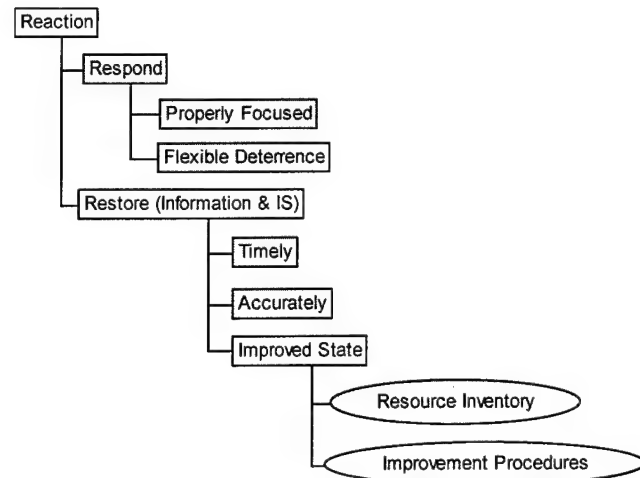 Reaction
Respond
Properly Focused
Flexible Deterrence
Restore (Information & IS)
Timely
Accurately
Improved State
Resource Inventory
Improvement Procedures